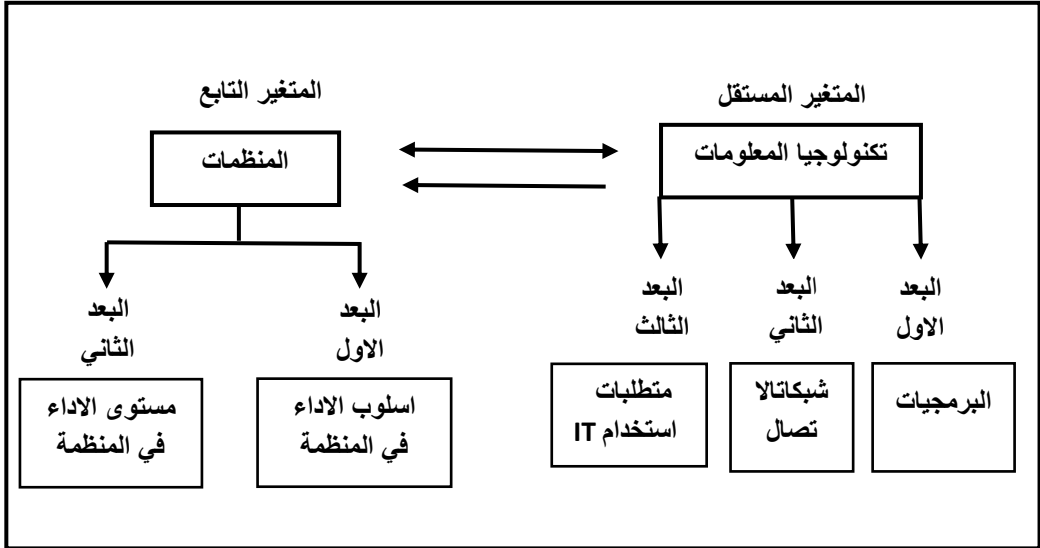 المتغير المستقل
المتغير التابع
تكنولوجيا المعلومات
المنظمات
البعد
الاول
البعد
الثاني
البعد
الثالث
البعد
الاول
البعد
الثاني
البرمجيات
شبكاتالا
تصال
متطلبات
استخدام IT
اسلوب الاداء
في المنظمة
مستوى الاداء
في المنظمة